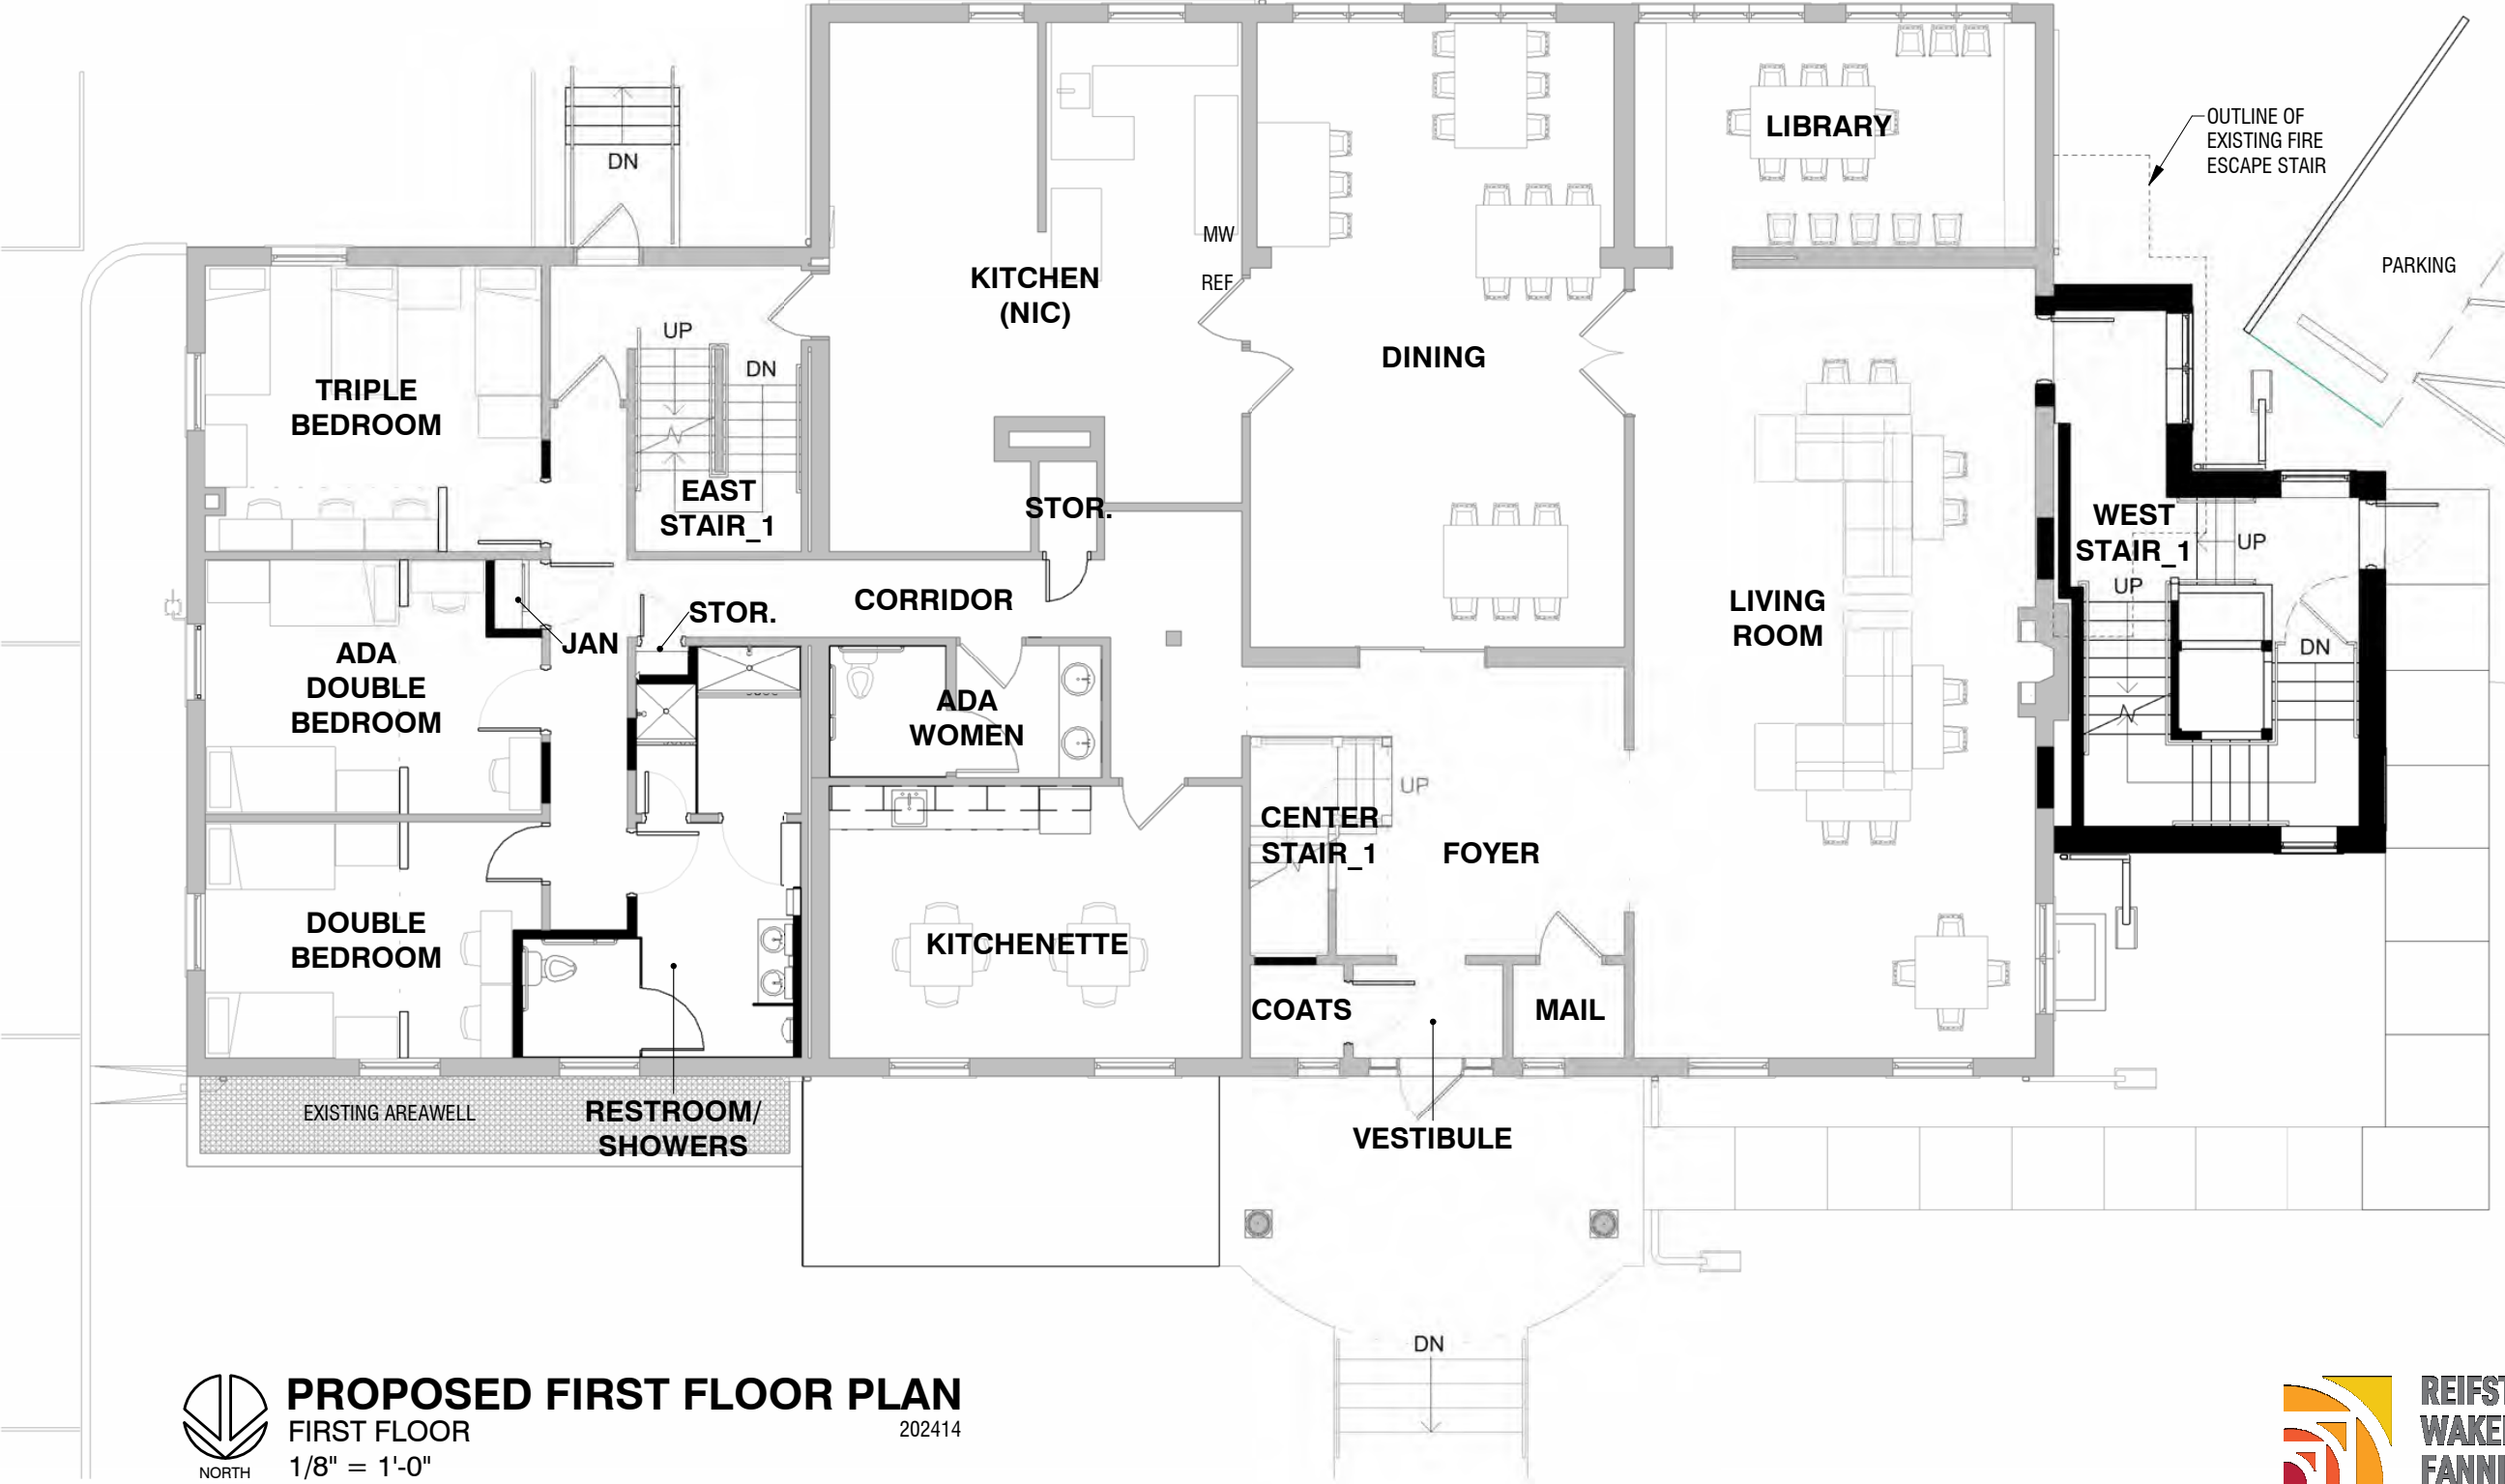 OUTLINE OF
EXISTING FIRE
ESCAPE STAIR
LIBRARY
DN
MW
PARKING
KITCHEN
(NIC)
REF
UP
DN
DINING
TRIPLE
BEDROOM
EAST
STAIR_1
STOR.
WEST
STAIR_1
UP
UP
CORRIDOR
STOR.
LIVING
ROOM
JAN
ADA
DOUBLE
BEDROOM
DN
ADA
WOMEN
UP
CENTER
STAIR_1
FOYER
DOUBLE
BEDROOM
KITCHENETTE
COATS
MAIL
EXISTING AREAWELL
RESTROOM/
SHOWERS
VESTIBULE
DN
PROPOSED FIRST FLOOR PLAN
FIRST FLOOR
202414
1/8" = 1'-0"
NORTH